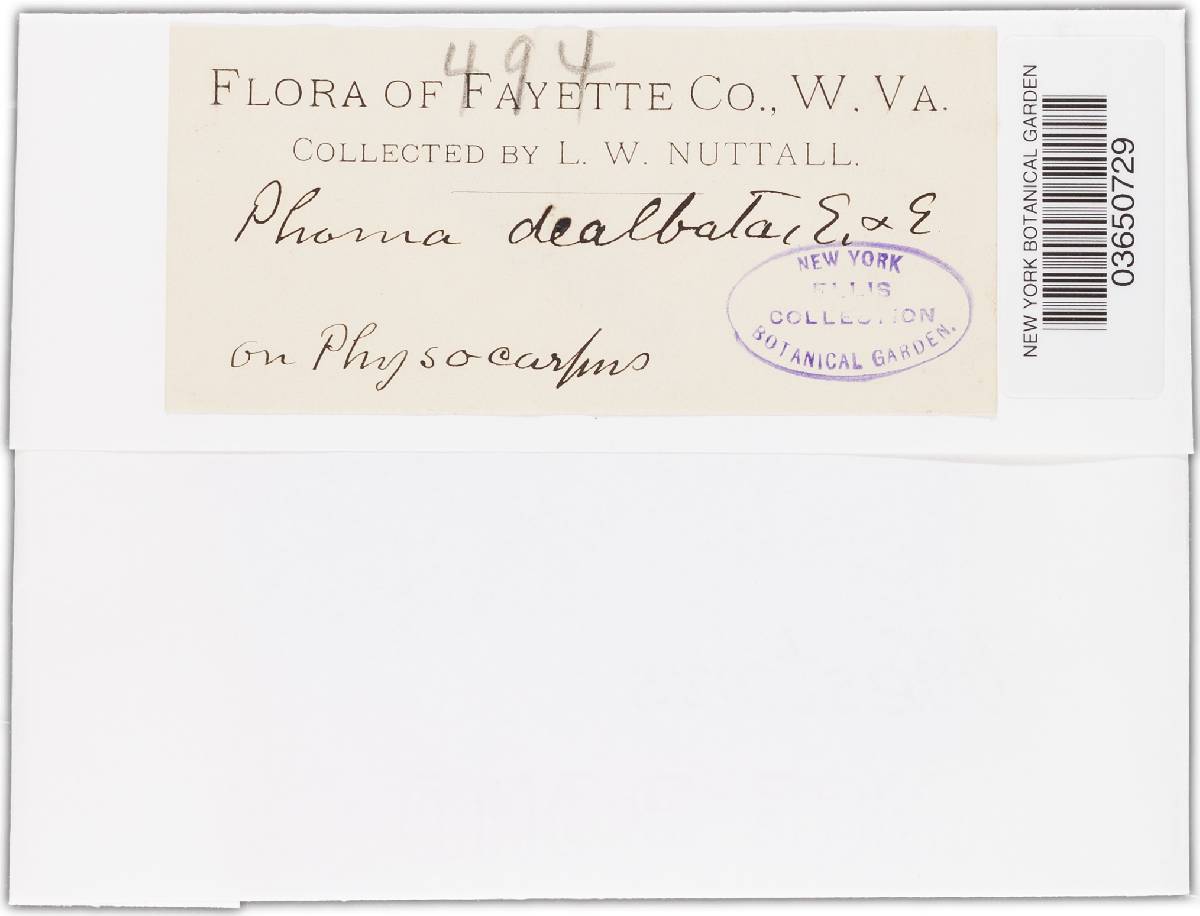 494
FLORA OF FAYETTE CO., W. VA.
COLLECTED BY L. W. NUTTALL.
Phoma dealbata, E. & E
on Physocarpus
NEW YORK
ELLIS
COLLECTION
BOTANICAL GARDEN.
NEW YORK BOTANICAL GARDEN
03650729